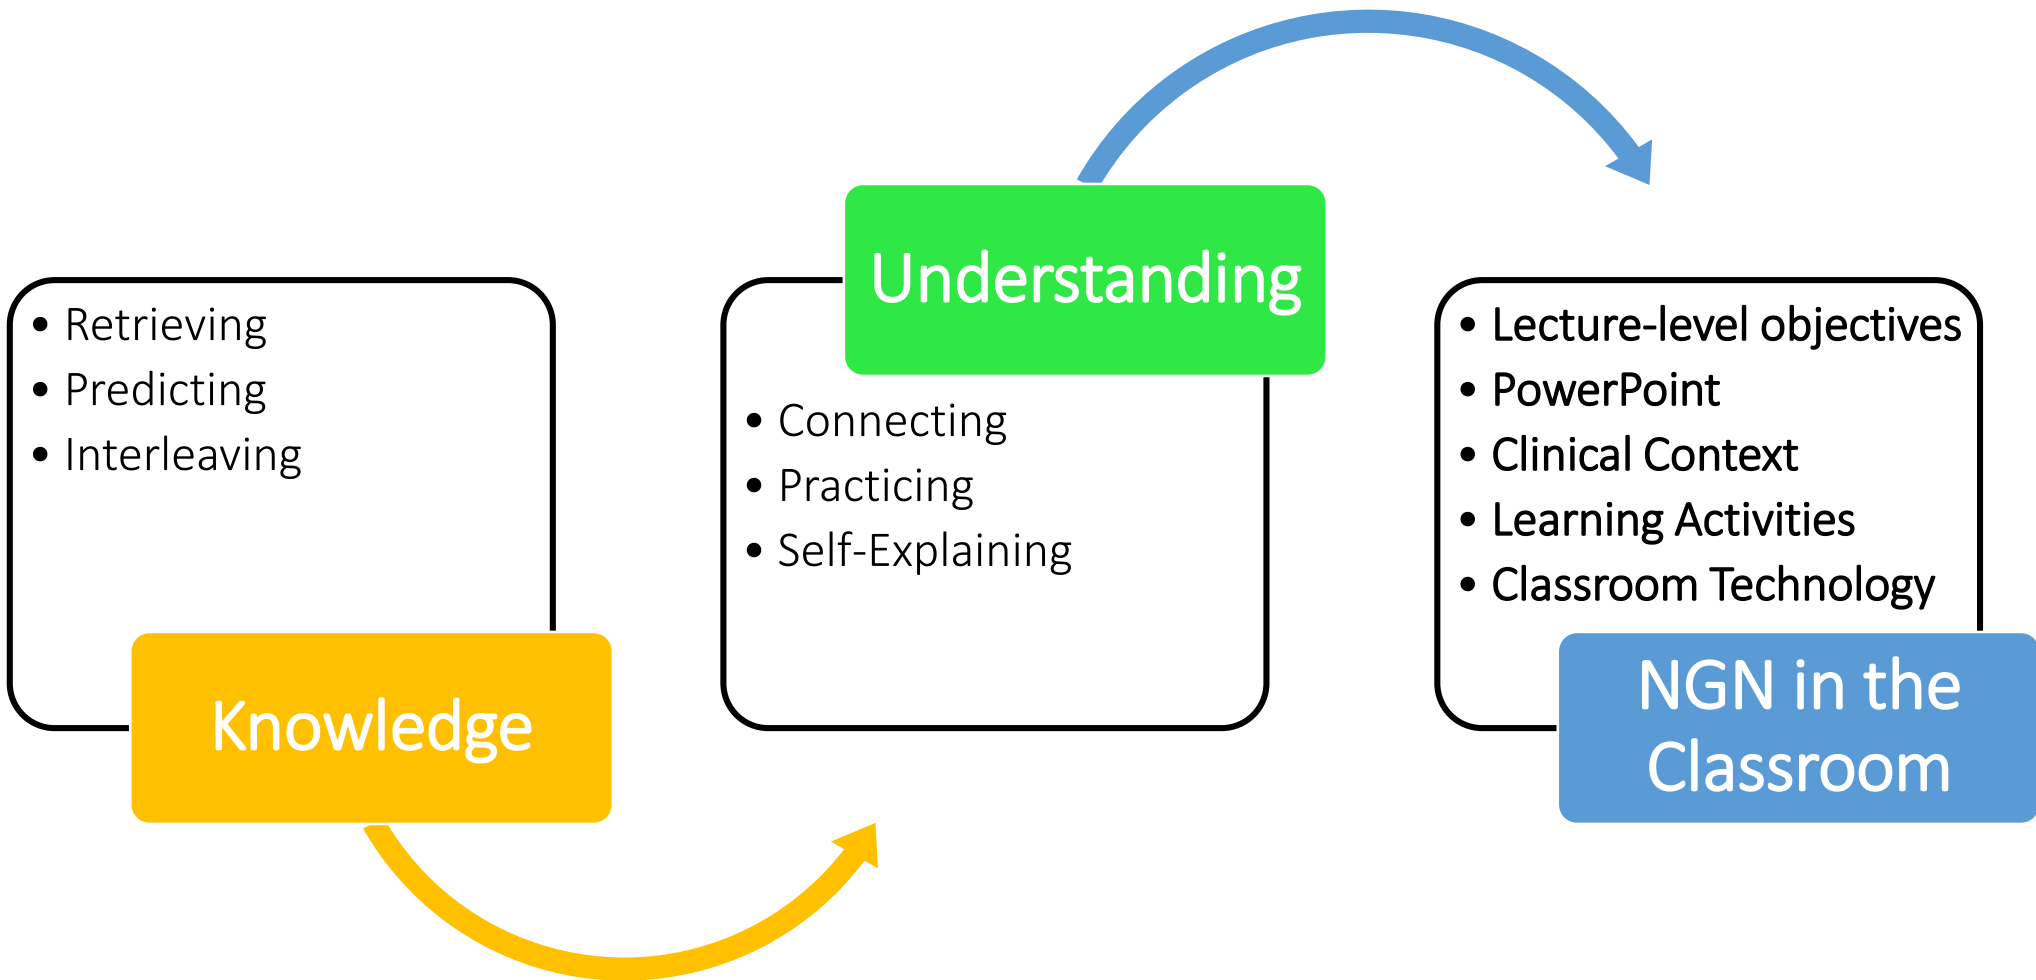 • Retrieving
• Predicting
• Interleaving
Knowledge
Understanding
• Connecting
• Practicing
• Self-Explaining
• Lecture-level objectives
• PowerPoint
• Clinical Context
• Learning Activities
• Classroom Technology
NGN in the
Classroom